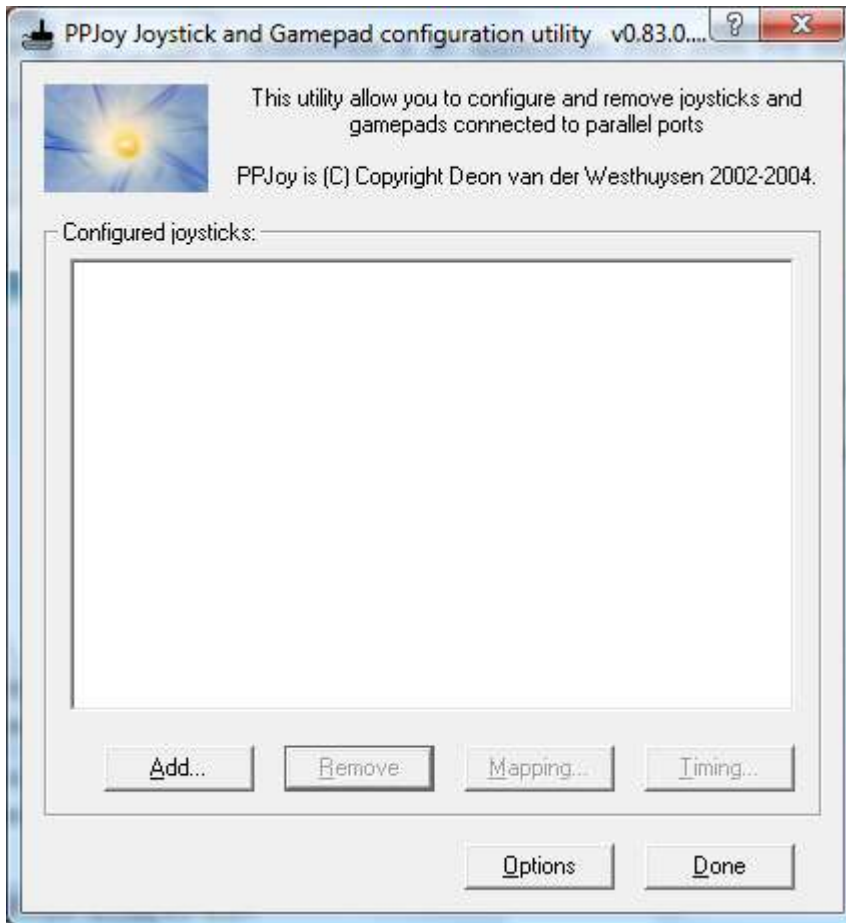 PPJoy Joystick and Gamepad configuration utility v0.83.0....
This utility allow you to configure and remove joysticks and
gamepads connected to parallel ports
PPJoy is (C) Copyright Deon van der Westhuysen 2002-2004.
Configured joysticks:
Add... Remove Mapping... Timing...
Options Done